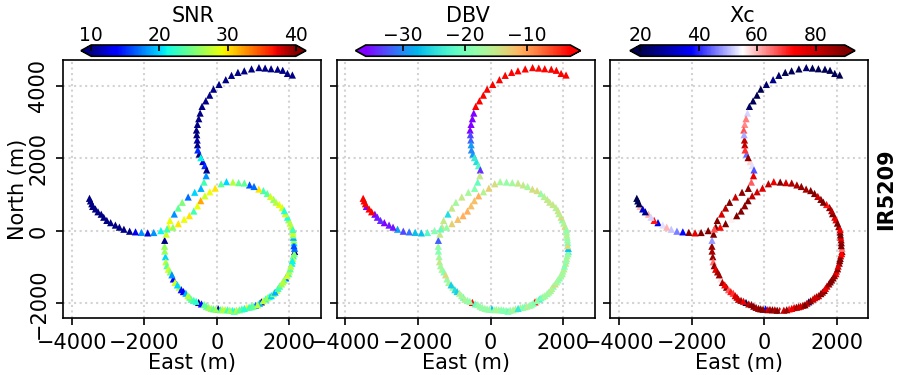 SNR DBV Xc
10 20 30 40 −30 −20 −10 20 40 60 80
4000
2000
0
−2000
North (m)
−4000 −2000 0 2000 −4000 −2000 0 2000 −4000 −2000 0 2000
East (m) East (m) East (m)
IR5209